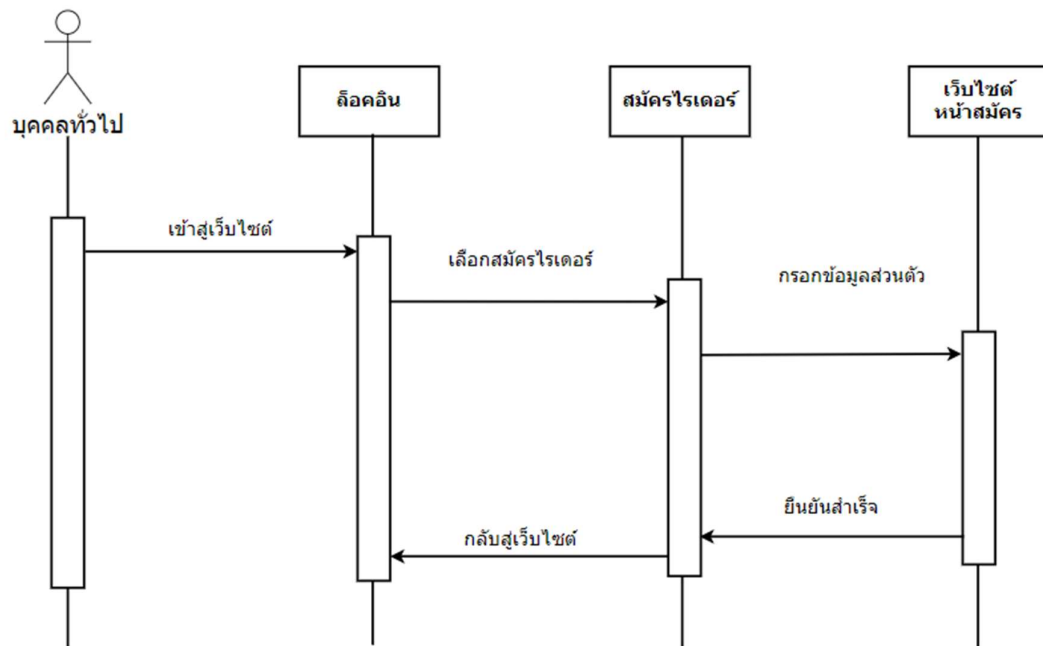 บุคคลทั่วไป
ล็อคอิน
สมัครไรเดอร์
เว็บไซต์
หน้าสมัคร
เข้าสู่เว็บไซต์
เลือกสมัครไรเดอร์
กรอกข้อมูลส่วนตัว
ยืนยันสำเร็จ
กลับสู่เว็บไซต์